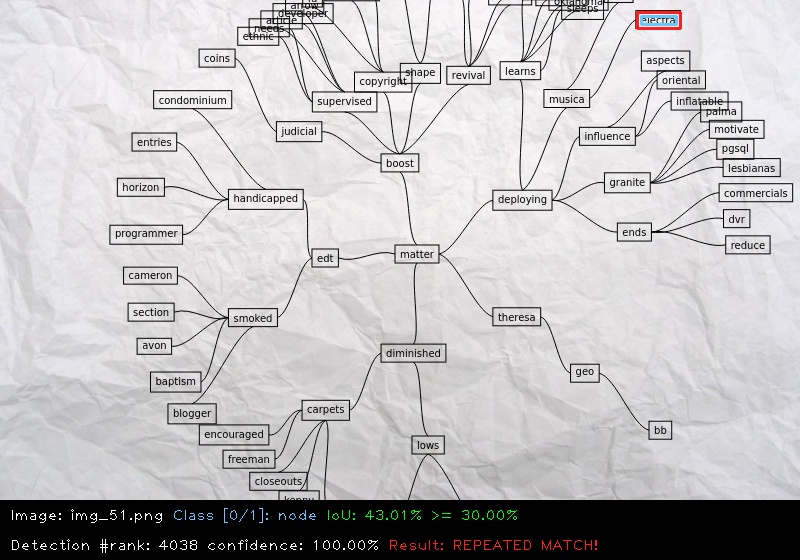 oklahoma
sleeps
arrow
developer
article
needs
ethnic
electra
coins
copyright
shape
revival
learns
aspects
oriental
condominium
supervised
musica
inflatable
palma
entries
judicial
influence
motivate
boost
pgsql
lesbianas
horizon
handicapped
deploying
granite
commercials
programmer
dvr
ends
edt
matter
reduce
cameron
section
smoked
theresa
avon
diminished
baptism
geo
blogger
carpets
encouraged
lows
bb
freeman
closeouts
kenny
Image: img_51.png Class [0/1]: node IoU: 43.01% >= 30.00%
Detection #rank: 4038 confidence: 100.00% Result: REPEATED MATCH!